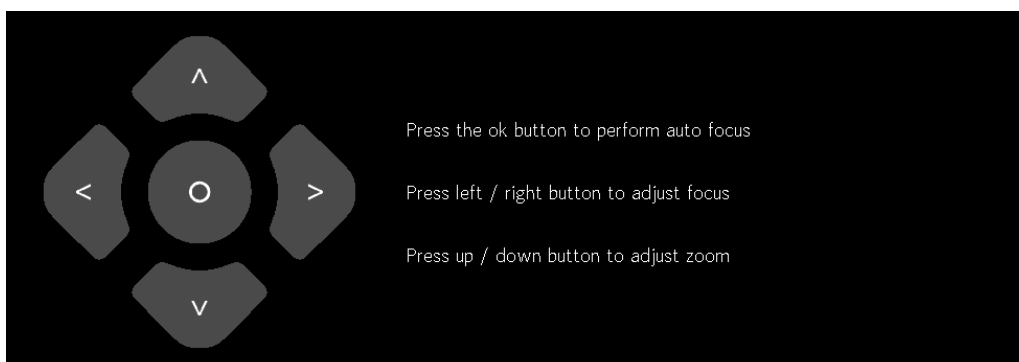 ^
Press the ok button to perform auto focus
< O >
Press left / right button to adjust focus
Press up / down button to adjust zoom
v